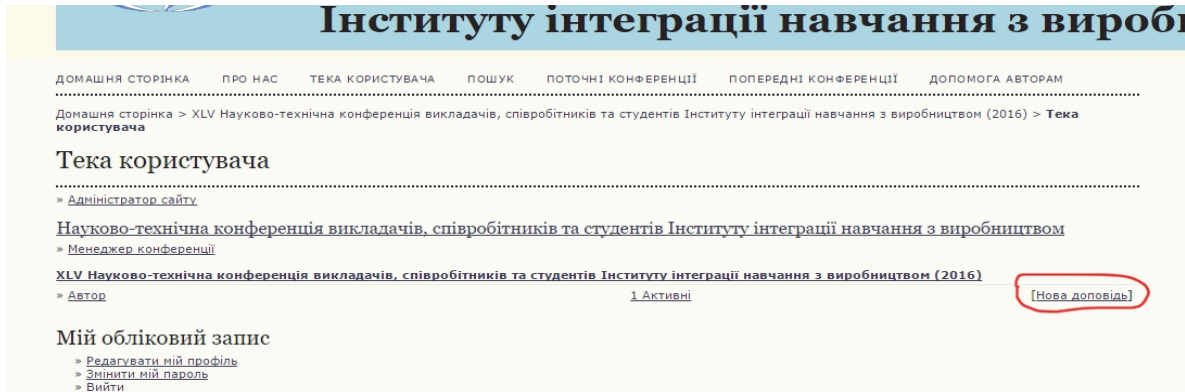 Інституту інтеграції навчання з
ДОМАШНЯ СТОРІНКА ПРО НАС ТЕКА КОРИСТУВАЧА ПОШУК ПОТОЧНІ КОНФЕРЕНЦІЇ ПОПЕРЕДНІ КОНФЕРЕНЦІЇ ДОПОМОГА АВТОРАМ
Домашня сторінка > XLV Науково-технічна конференція викладачів, співробітників та студентів Інституту інтеграції навчання з виробництвом (2016) > Тека
користувача
Тека користувача
» Адміністратор сайту
Науково-технічна конференція викладачів, співробітників та студентів Інституту інтеграції навчання з виробництвом
» Менеджер конференції
XLV Науково-технічна конференція викладачів, співробітників та студентів Інституту інтеграції навчання з виробництвом (2016)
» Автор 1 Активні [Нова доповідь]
Мій обліковий запис
» Редагувати мій профіль
» Змінити мій пароль
» Вийти